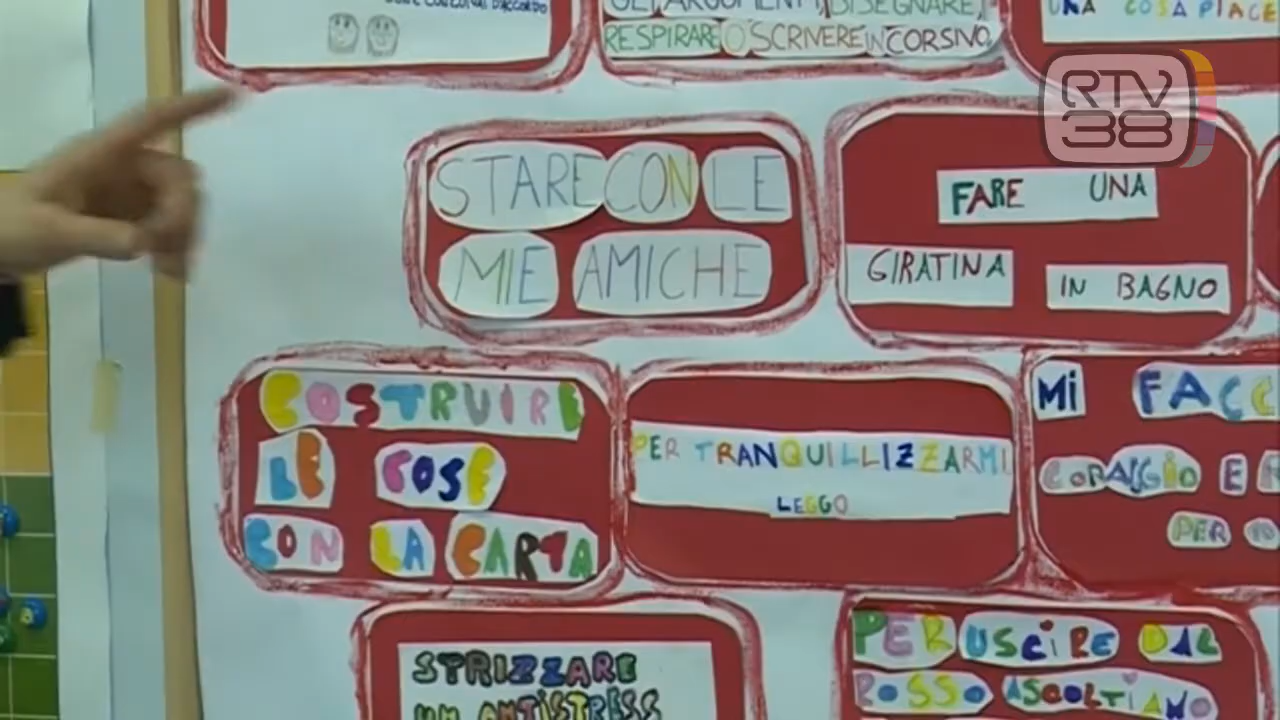 GLI ARGOMENTI, DISEGNARE,
RESPIRARE O SCRIVERE IN CORSIVO
UNA COSA PIACE
RTV
38
STARE CON LE
MIE AMICHE
FARE UNA
GIRATINA IN BAGNO
COSTRUIRE
LE COSE
CON LA CARTA
PER TRANQUILLIZZARMI
LEGGO
MI FACC
CORAGGIO E
PER
STRIZZARE
UN ANTISTRESS
PER USCIRE DAL
ROSSO ASCOLTIAMO